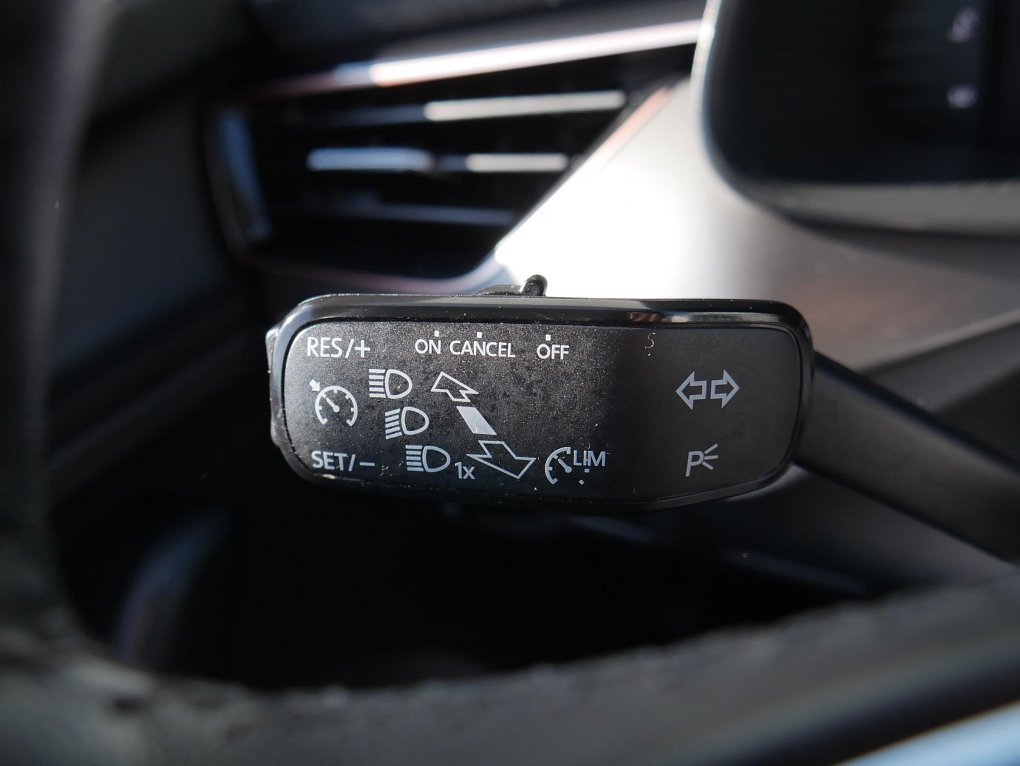 RES/+
ON CANCEL OFF
SET/−
1x
LIM
P